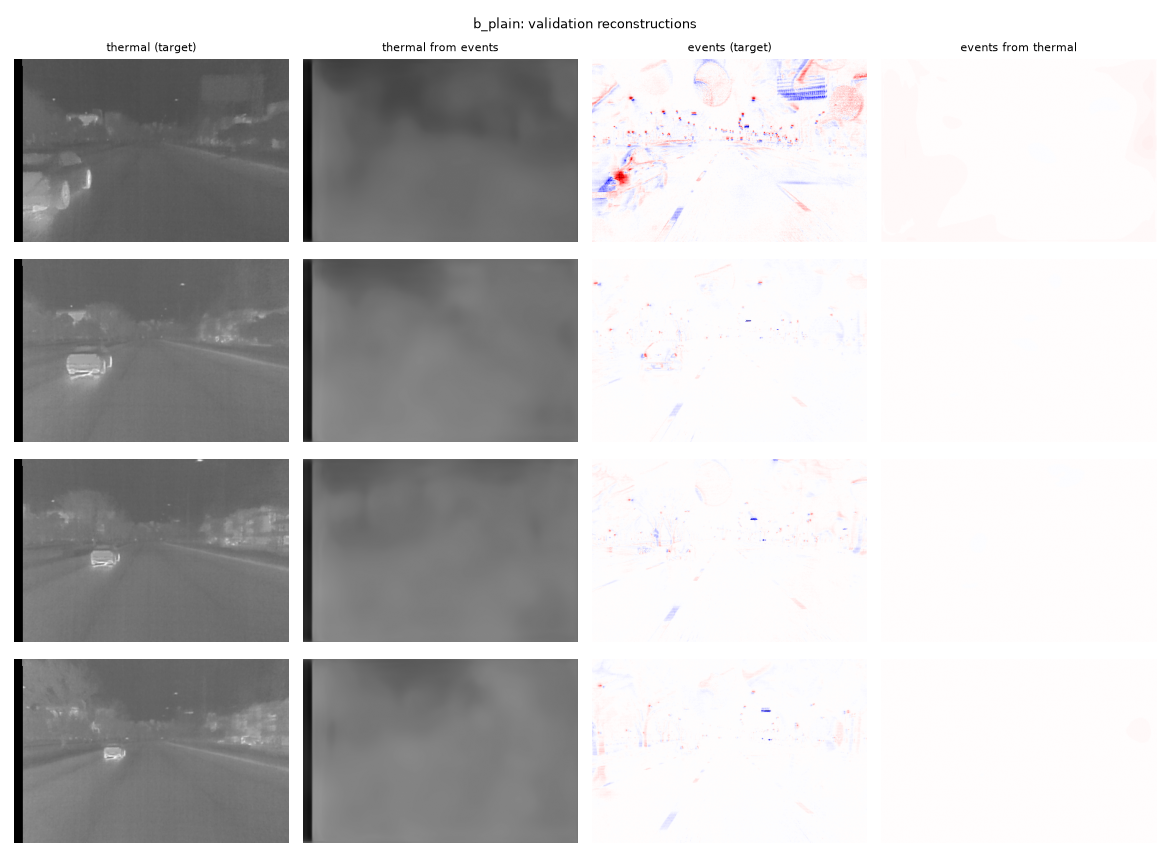 b_plain: validation reconstructions
thermal (target)
thermal from events
events (target)
events from thermal